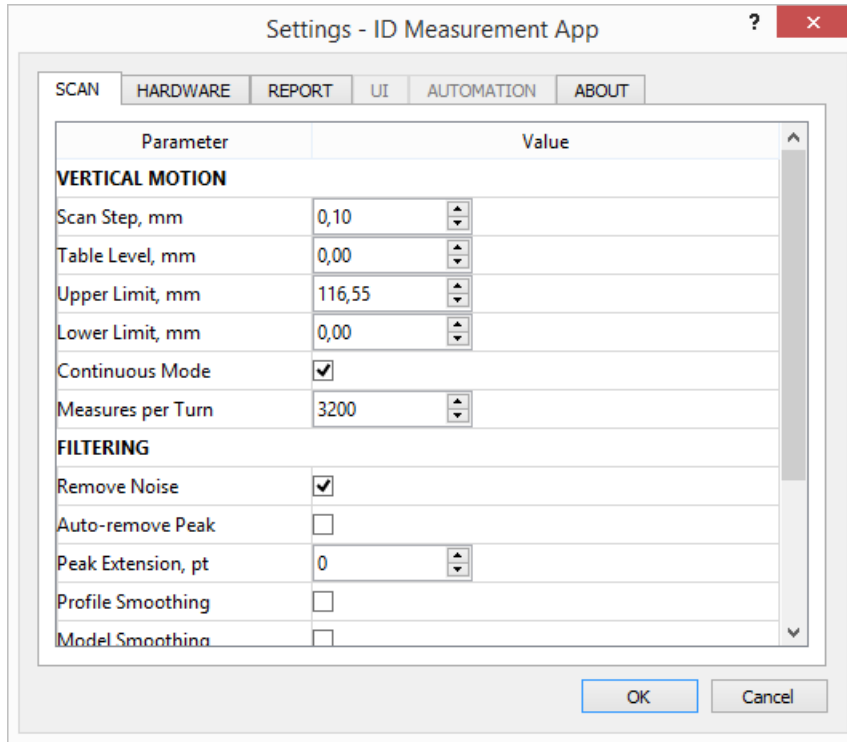 Settings - ID Measurement App ?
SCAN HARDWARE REPORT UI AUTOMATION ABOUT
Parameter Value
VERTICAL MOTION
Scan Step, mm 0,10
Table Level, mm 0,00
Upper Limit, mm 116,55
Lower Limit, mm 0,00
Continuous Mode
Measures per Turn 3200
FILTERING
Remove Noise
Auto-remove Peak
Peak Extension, pt 0
Profile Smoothing
Model Smoothing
OK Cancel